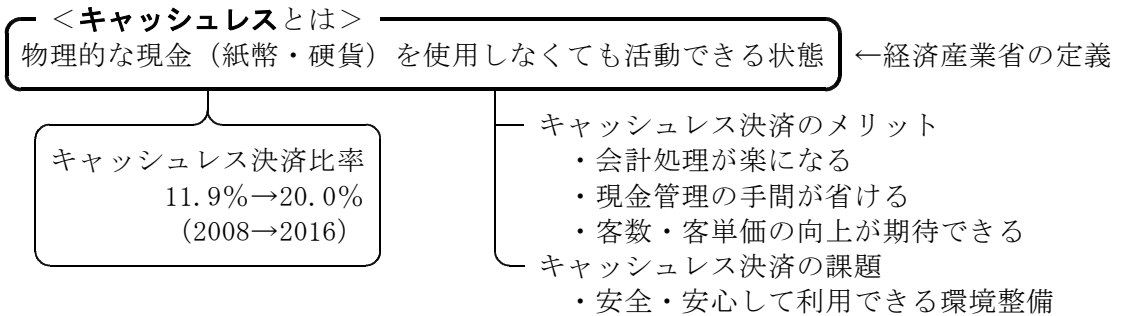 <キャッシュレスとは>
物理的な現金（紙幣・硬貨）を使用しなくても活動できる状態 ←経済産業省の定義
キャッシュレス決済比率
11.9%→20.0%
(2008→2016)
キャッシュレス決済のメリット
・会計処理が楽になる
・現金管理の手間が省ける
・客数・客単価の向上が期待できる
キャッシュレス決済の課題
・安全・安心して利用できる環境整備